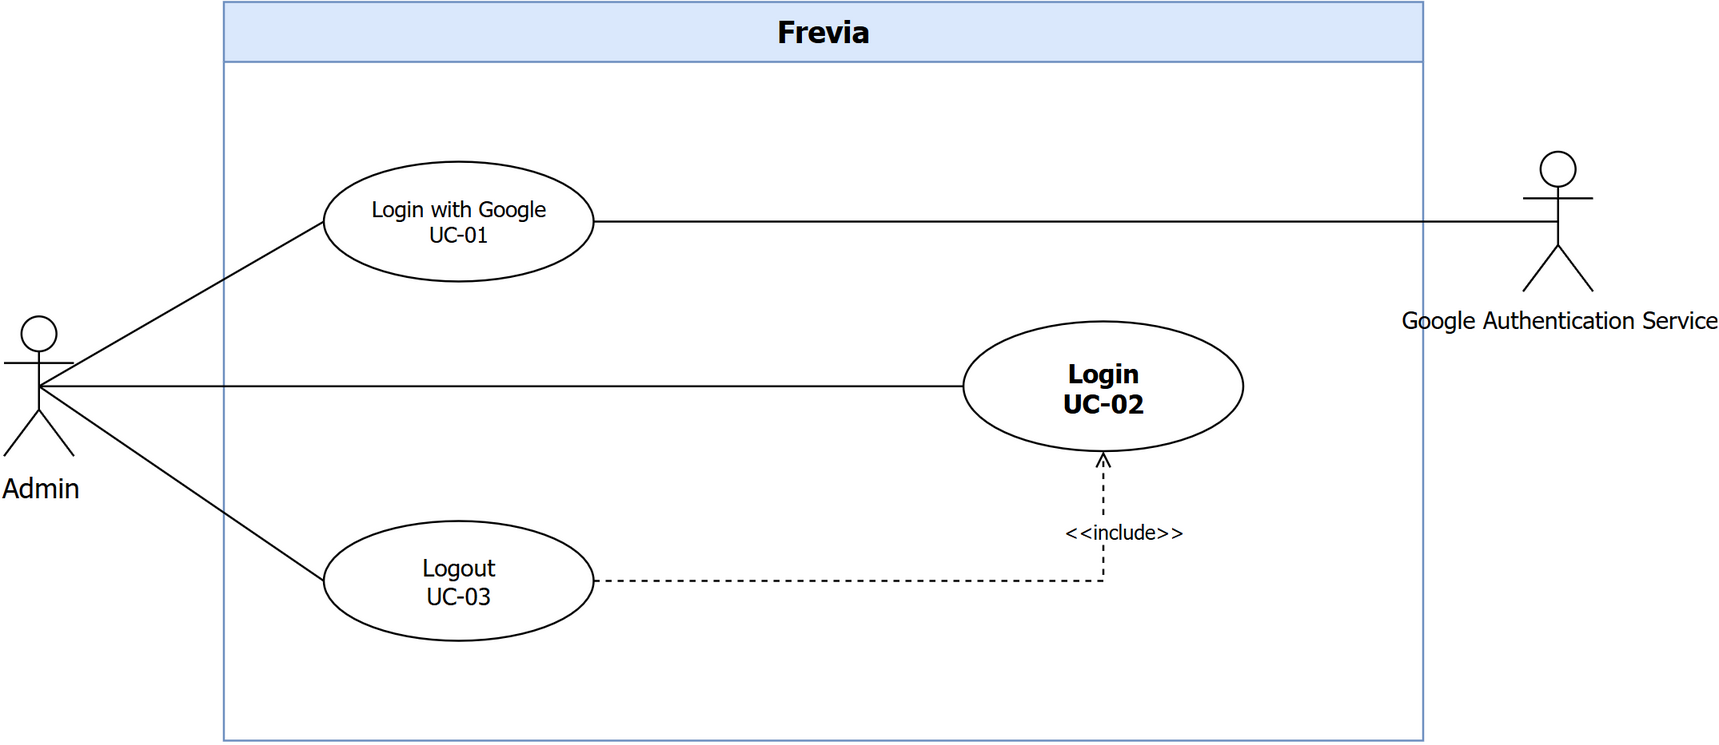 Frevia
Login with Google
UC-01
Google Authentication Service
Login
UC-02
Admin
<<include>>
Logout
UC-03